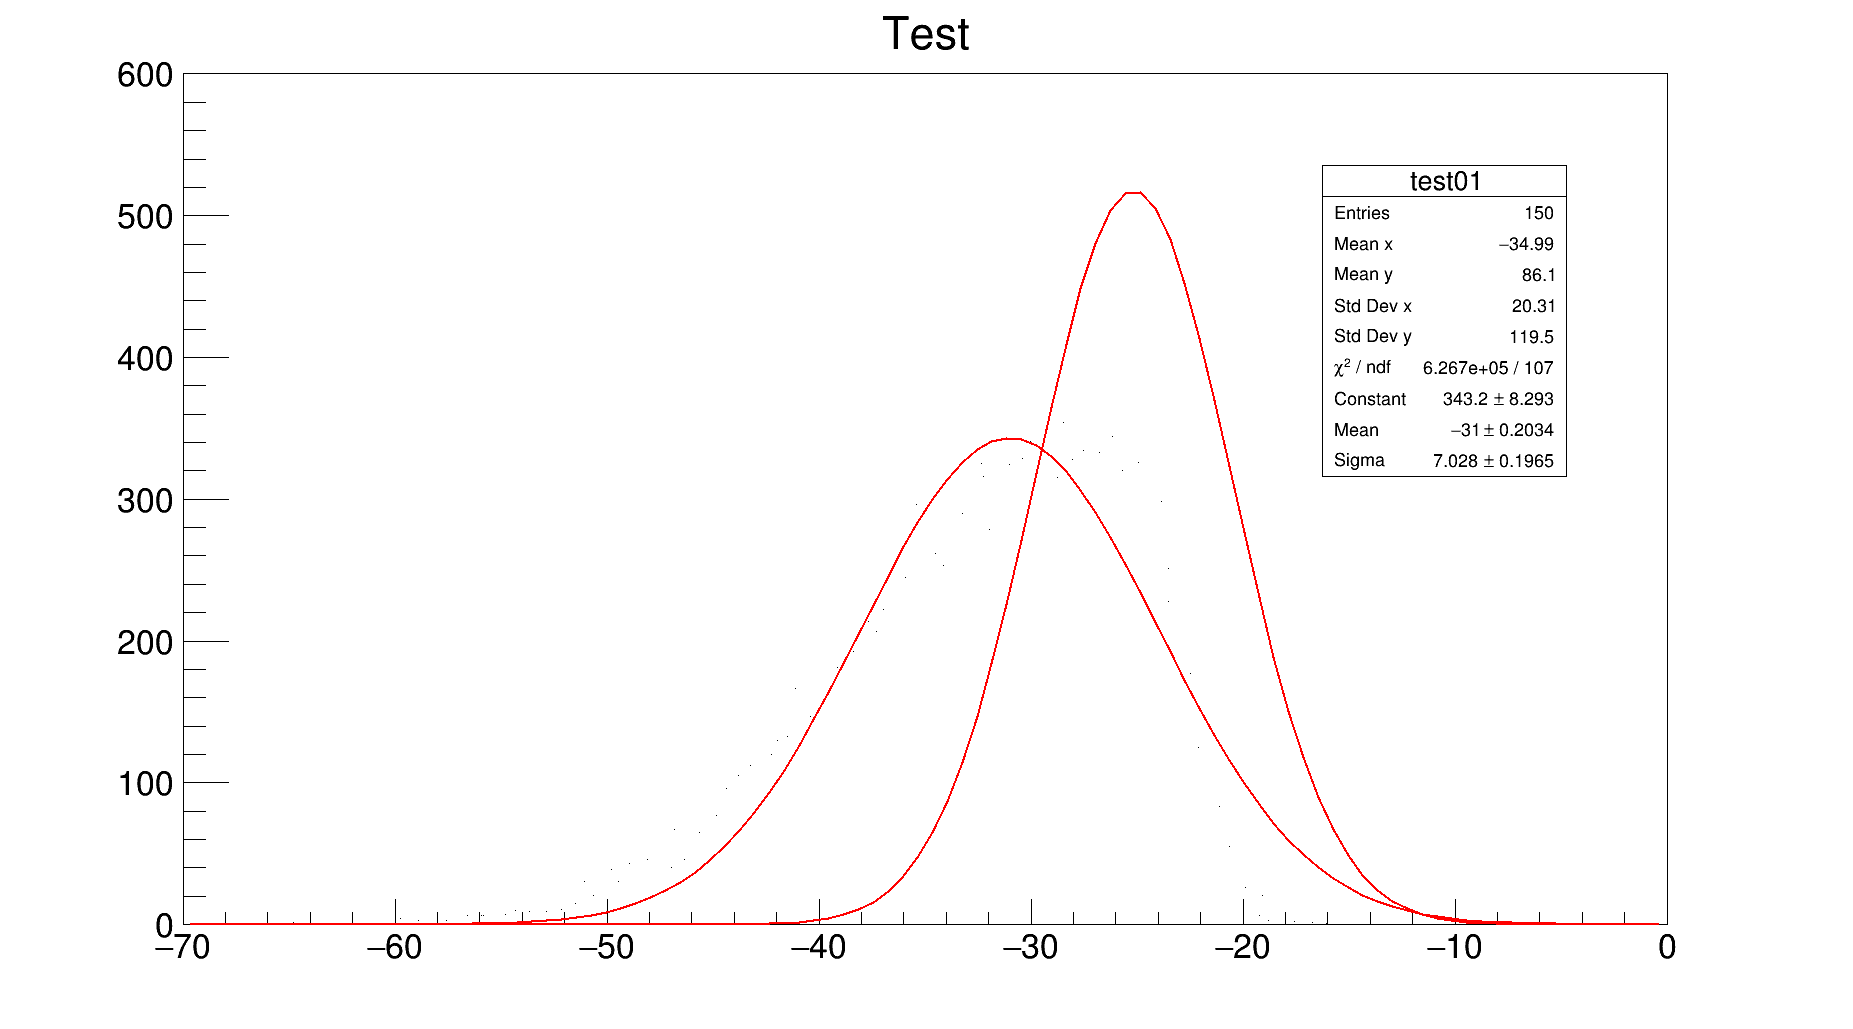 Test
600
500
400
300
200
100
0
−70 −60 −50 −40 −30 −20 −10 0
test01
Entries 150
Mean x −34.99
Mean y 86.1
Std Dev x 20.31
Std Dev y 119.5
χ² / ndf 6.267e+05 / 107
Constant 343.2 ± 8.293
Mean −31 ± 0.2034
Sigma 7.028 ± 0.1965